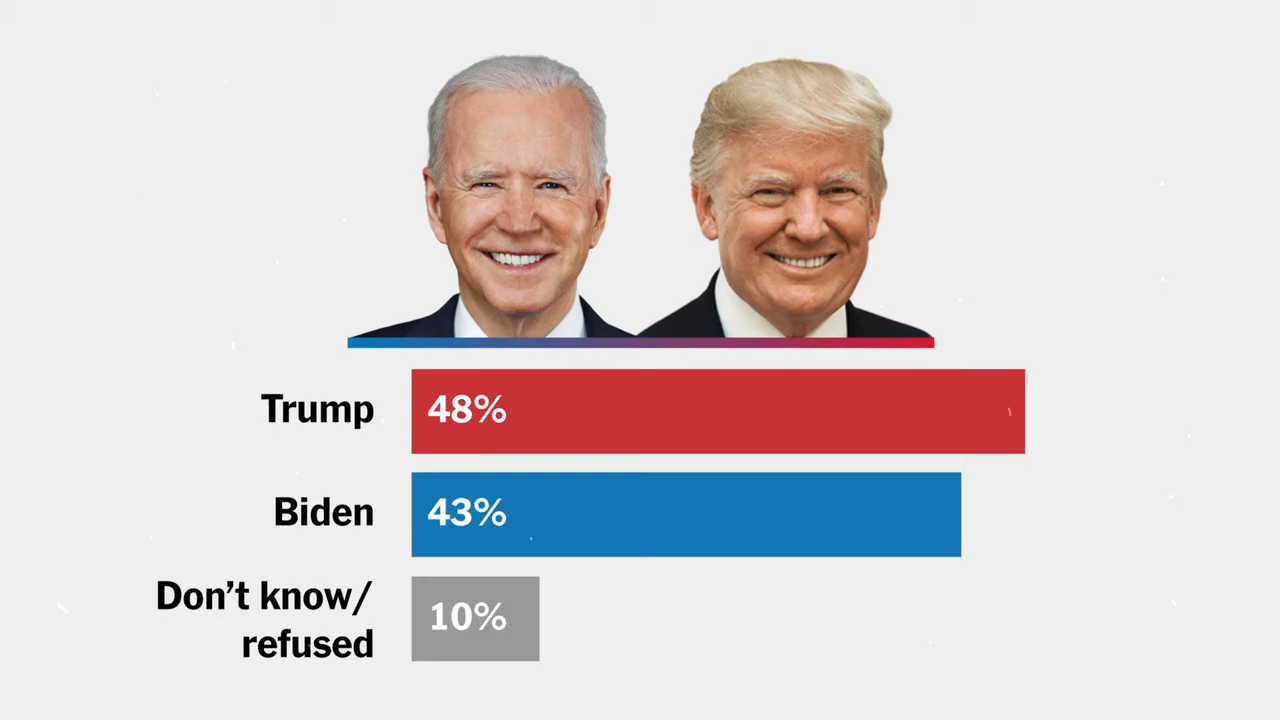 Trump 48%
Biden 43%
Don’t know/
refused 10%